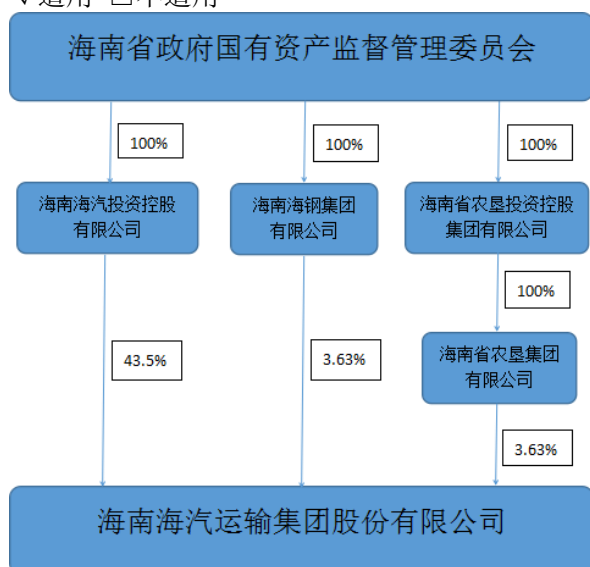 海南省政府国有资产监督管理委员会
100%
100%
100%
海南海汽投资控股
有限公司
海南海钢集团
有限公司
海南省农垦投资控股
集团有限公司
100%
43.5%
3.63%
海南省农垦集团
有限公司
3.63%
海南海汽运输集团股份有限公司